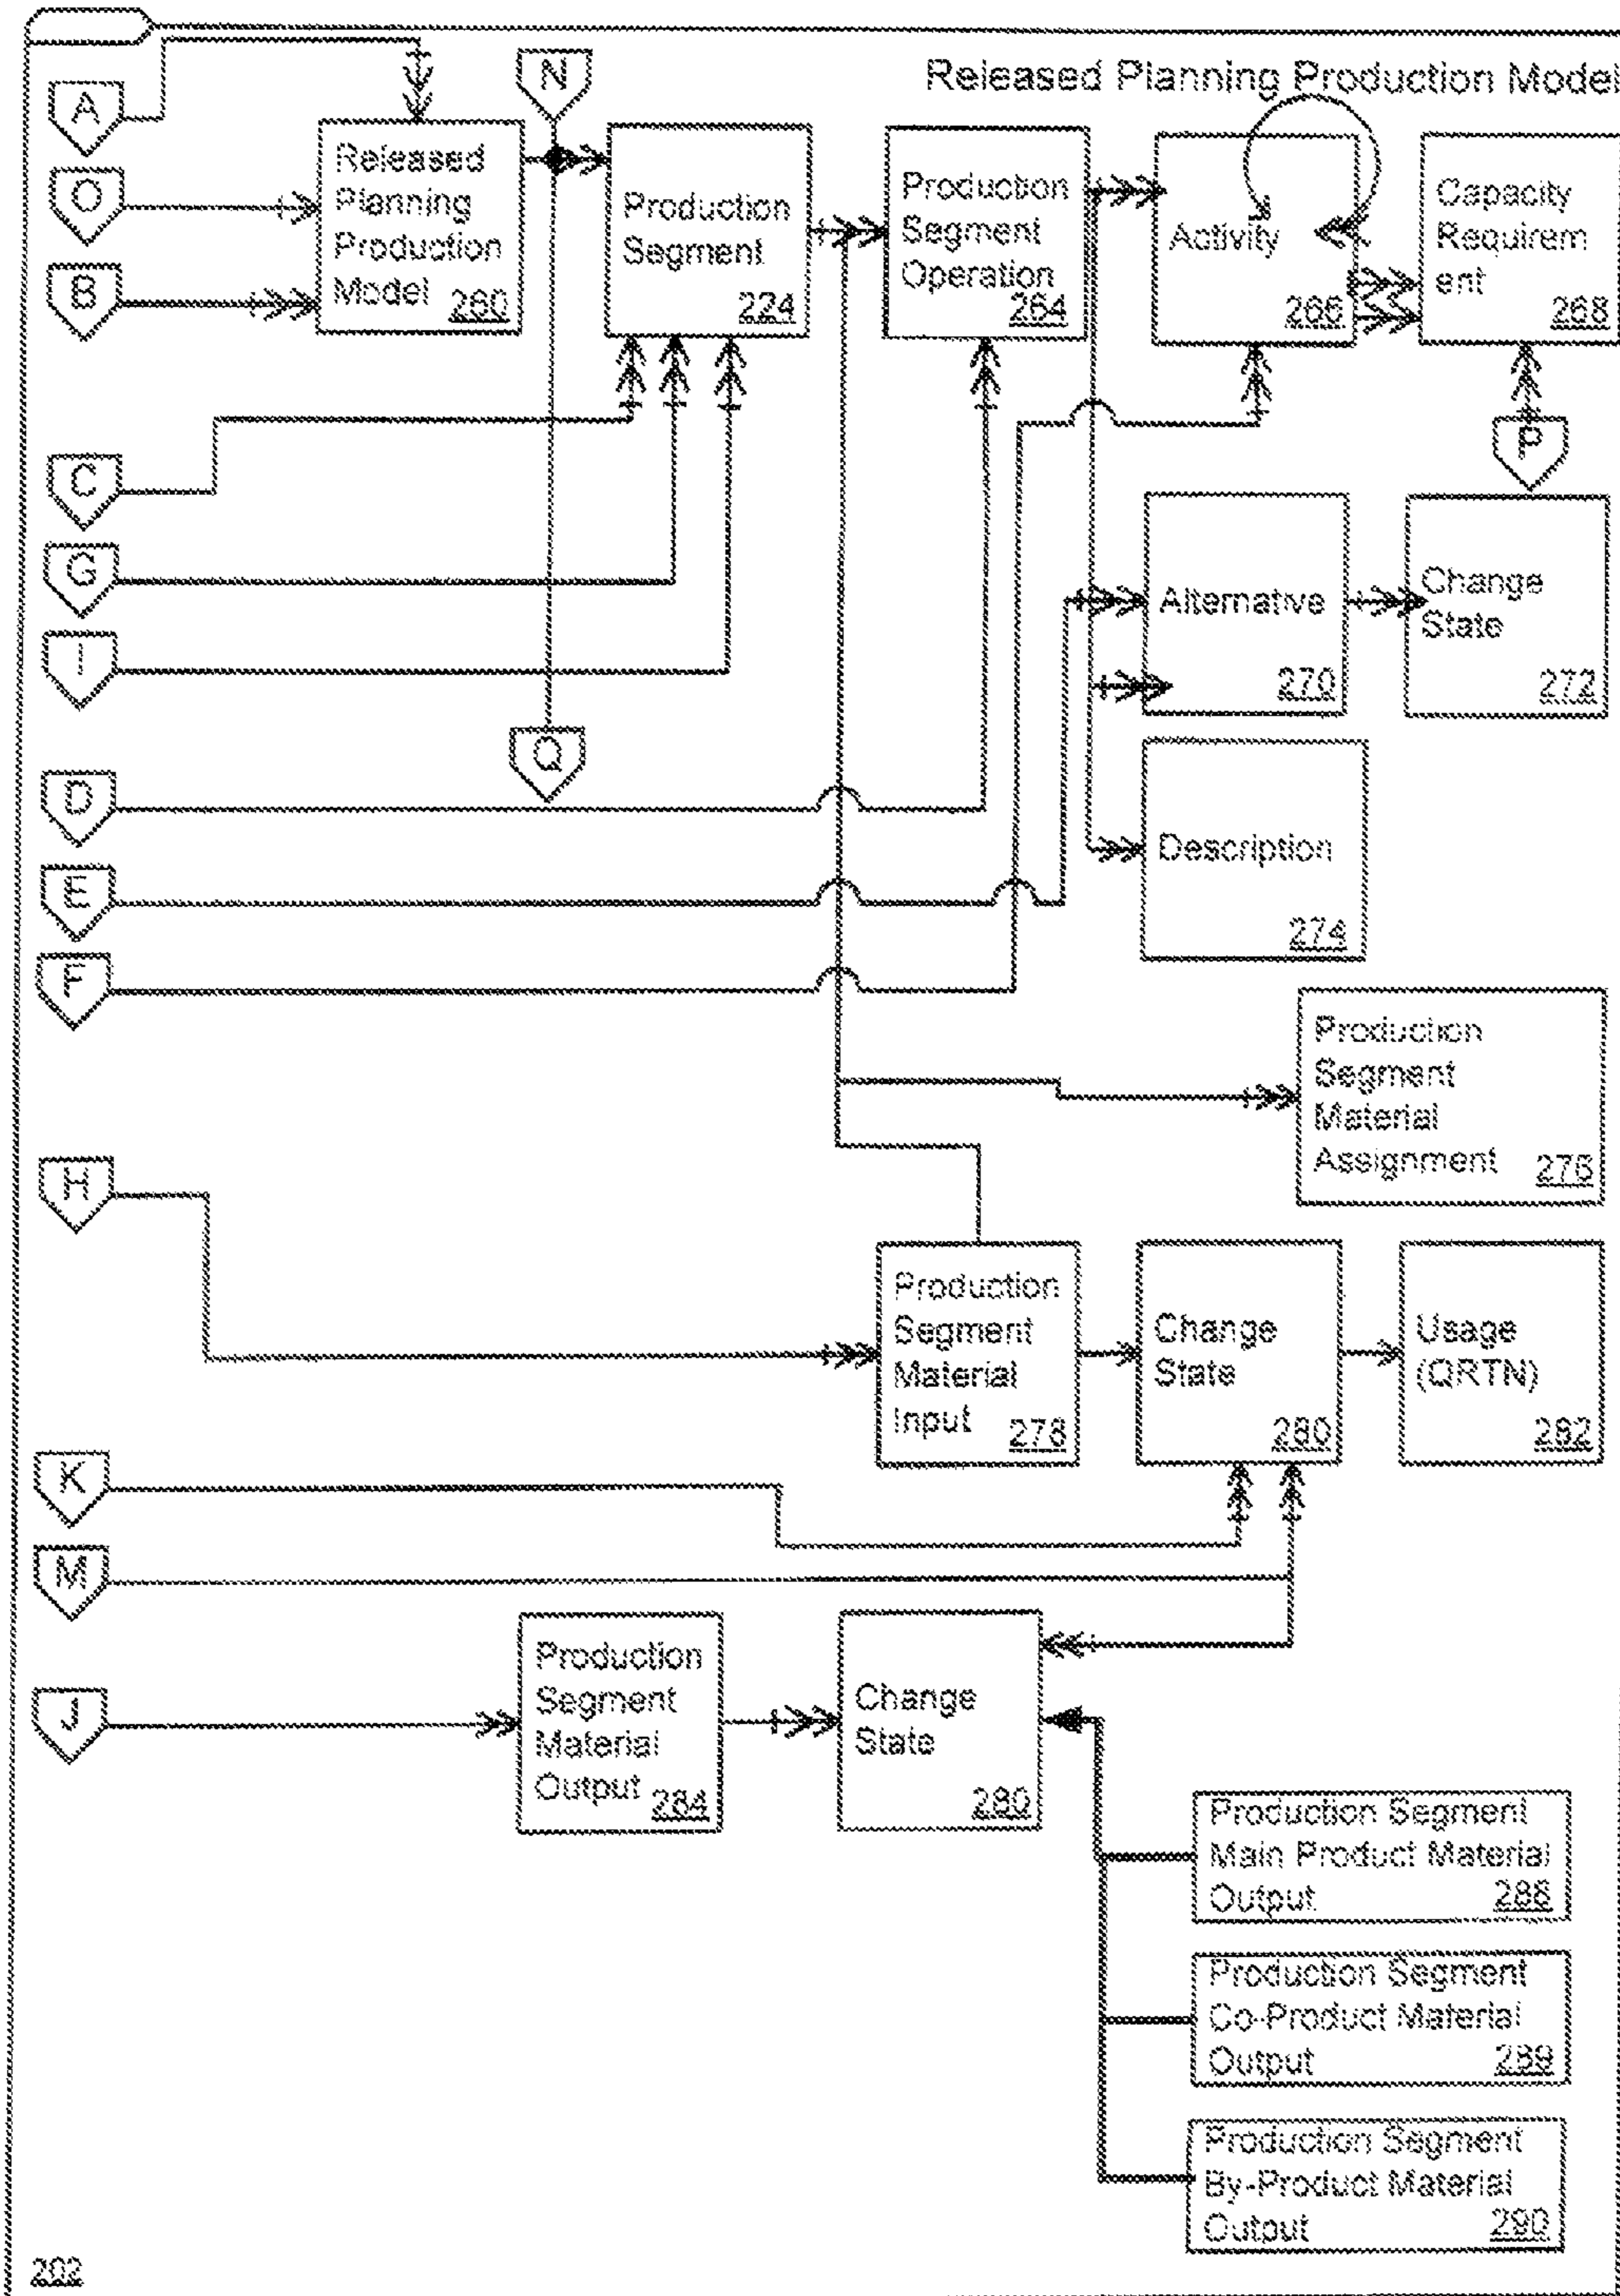 Released Planning Production Model
N
A
O
B
Released
Planning
Production
Model 260
Production
Segment
224
Production
Segment
Operation
264
Activity
266
Capacity
Requirem
ent
268
P
C
G
I
Q
Alternative
270
Change
State
272
D
E
F
Description
274
Production
Segment
Material
Assignment 276
H
Production
Segment
Material
Input 278
Change
State
280
Usage
(QRTN)
282
K
M
J
Production
Segment
Material
Output 284
Change
State
280
Production Segment
Main Product Material
Output
Production Segment
Co-Product Material
Output
Production Segment
By-Product Material
Output 290
202